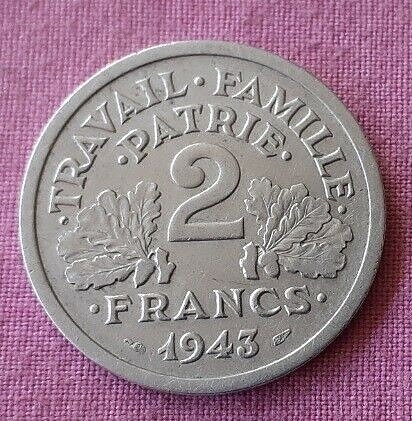 ·TRAVAIL·FAMILLE·
·PATRIE·
2
·FRANCS·
1943